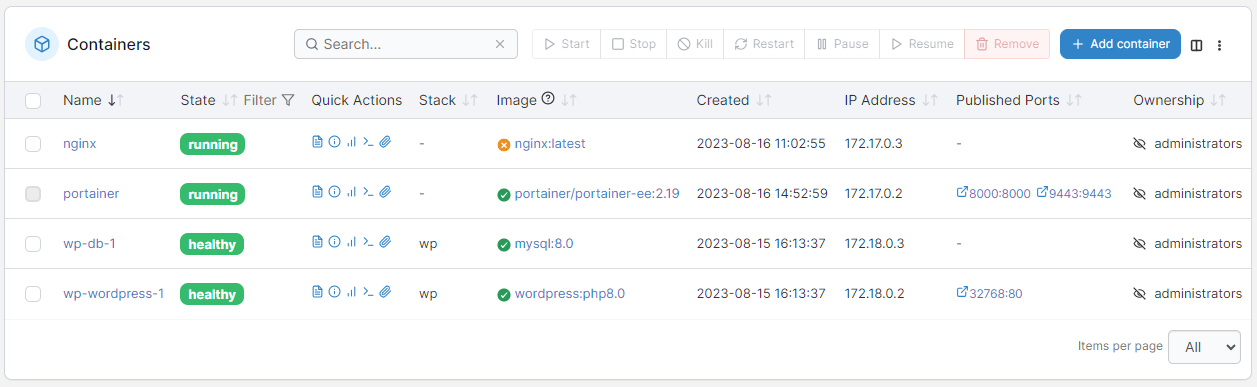 Containers Search... Start Stop Kill Restart Pause Resume Remove + Add container
Name State Filter Quick Actions Stack Image Created IP Address Published Ports Ownership
nginx running - nginx:latest 2023-08-16 11:02:55 172.17.0.3 - administrators
portainer running - portainer/portainer-ee:2.19 2023-08-16 14:52:59 172.17.0.2 8000:8000 9443:9443 administrators
wp-db-1 healthy wp mysql:8.0 2023-08-15 16:13:37 172.18.0.3 - administrators
wp-wordpress-1 healthy wp wordpress:php8.0 2023-08-15 16:13:37 172.18.0.2 32768:80 administrators
Items per page All